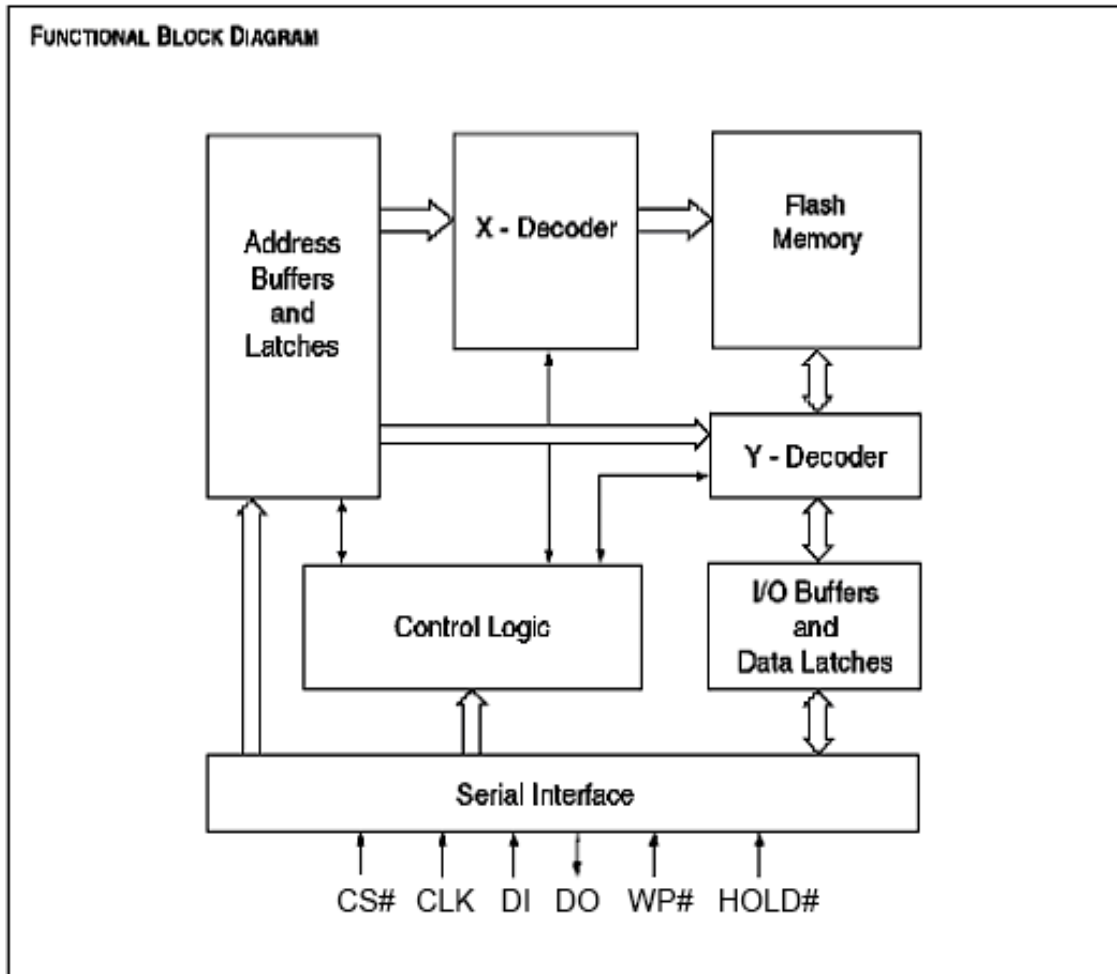 FUNCTIONAL BLOCK DIAGRAM
Address
Buffers
and
Latches
X - Decoder
Flash
Memory
Y - Decoder
Control Logic
I/O Buffers
and
Data Latches
Serial Interface
CS# CLK DI DO WP# HOLD#